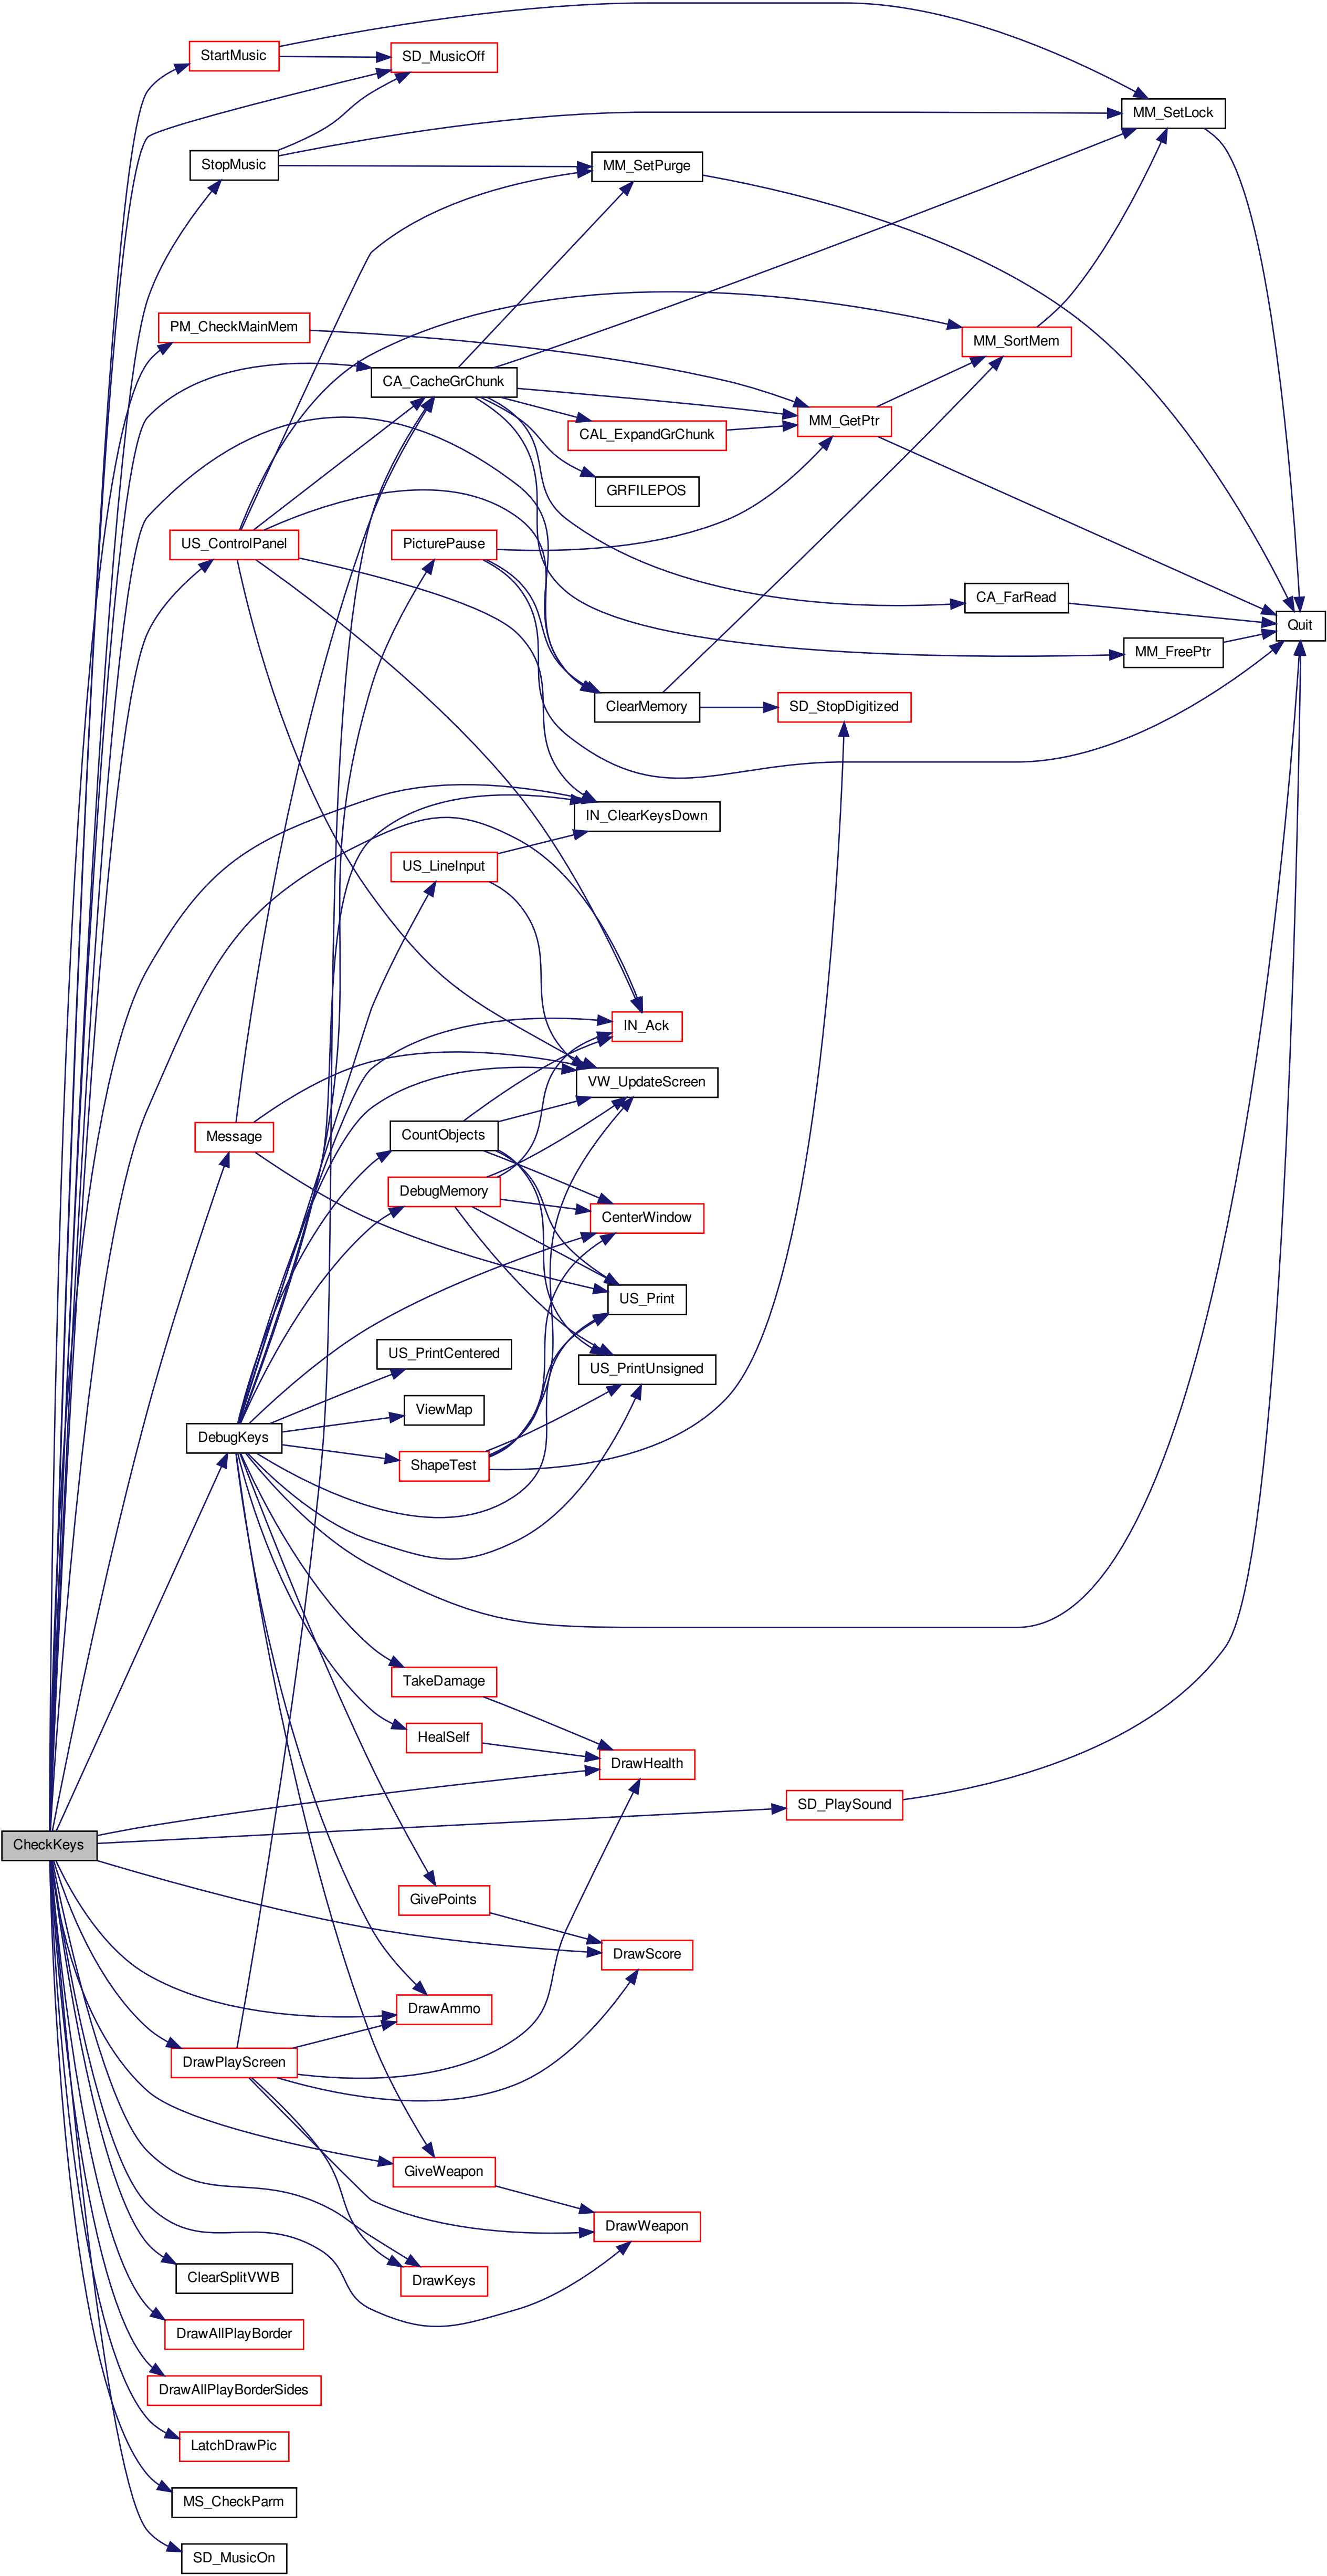 StartMusic
SD_MusicOff
MM_SetLock
StopMusic
MM_SetPurge
PM_CheckMainMem
MM_SortMem
CA_CacheGrChunk
MM_GetPtr
CAL_ExpandGrChunk
GRFILEPOS
US_ControlPanel
PicturePause
CA_FarRead
Quit
MM_FreePtr
ClearMemory
SD_StopDigitized
IN_ClearKeysDown
US_LineInput
IN_Ack
VW_UpdateScreen
Message
CountObjects
DebugMemory
CenterWindow
US_Print
US_PrintCentered
US_PrintUnsigned
ViewMap
DebugKeys
ShapeTest
TakeDamage
HealSelf
DrawHealth
SD_PlaySound
CheckKeys
GivePoints
DrawScore
DrawAmmo
DrawPlayScreen
GiveWeapon
DrawWeapon
ClearSplitVWB
DrawKeys
DrawAllPlayBorder
DrawAllPlayBorderSides
LatchDrawPic
MS_CheckParm
SD_MusicOn